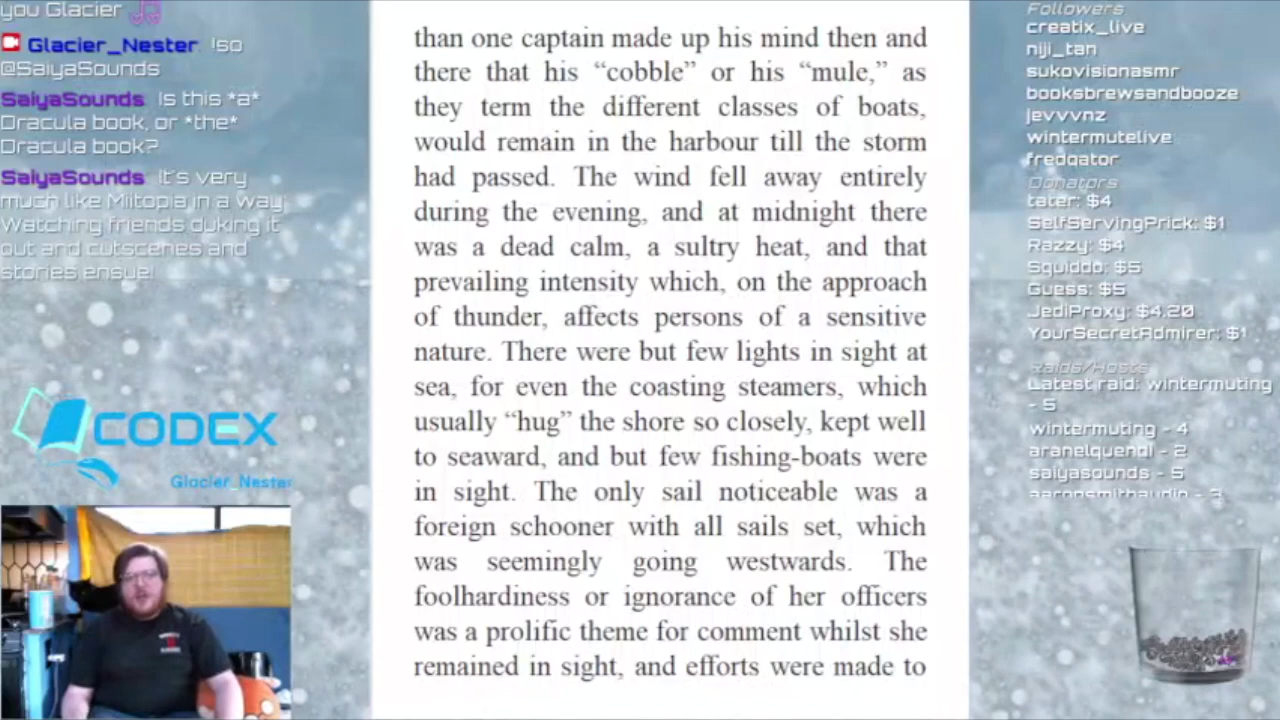 you Glacier
Glacier_Nester: !so
@SaiyaSounds
SaiyaSounds: Is this *a*
Dracula book, or *the*
Dracula book?
SaiyaSounds: It's very
much like Miitopia in a way.
Watching friends duking it
out and cutscenes and
stories ensue!
CODEX
Glacier_Neste
than one captain made up his mind then and
there that his “cobble” or his “mule,” as
they term the different classes of boats,
would remain in the harbour till the storm
had passed. The wind fell away entirely
during the evening, and at midnight there
was a dead calm, a sultry heat, and that
prevailing intensity which, on the approach
of thunder, affects persons of a sensitive
nature. There were but few lights in sight at
sea, for even the coasting steamers, which
usually “hug” the shore so closely, kept well
to seaward, and but few fishing-boats were
in sight. The only sail noticeable was a
foreign schooner with all sails set, which
was seemingly going westwards. The
foolhardiness or ignorance of her officers
was a prolific theme for comment whilst she
remained in sight, and efforts were made to
Followers
creatix_live
niji_tan
sukovisionasmr
booksbrewsandbooze
jevvvnz
wintermutelive
fredgator
Donators
tater: $4
SelfServingPrick: $1
Razzy: $4
Squiddo: $5
Guess: $5
JediProxy: $4.20
YourSecretAdmirer: $1
Raids/Hosts
Latest raid: wintermuting
- 5
wintermuting - 4
aranelquendi - 2
saiyasounds - 5
aaronsmithaudio - 3